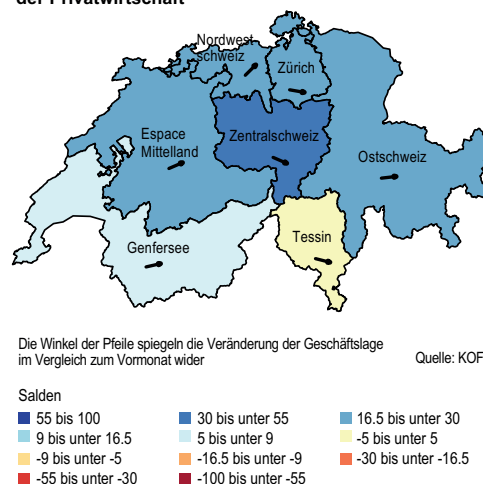 der Privatwirtschaft
Nordwest
schweiz
Zürich
Espace
Mittelland
Zentralschweiz
Ostschweiz
Genfersee
Tessin
Die Winkel der Pfeile spiegeln die Veränderung der Geschäftslage
im Vergleich zum Vormonat wider
Quelle: KOF
Salden
55 bis 100 30 bis unter 55 16.5 bis unter 30
9 bis unter 16.5 5 bis unter 9 -5 bis unter 5
-9 bis unter -5 -16.5 bis unter -9 -30 bis unter -16.5
-55 bis unter -30 -100 bis unter -55